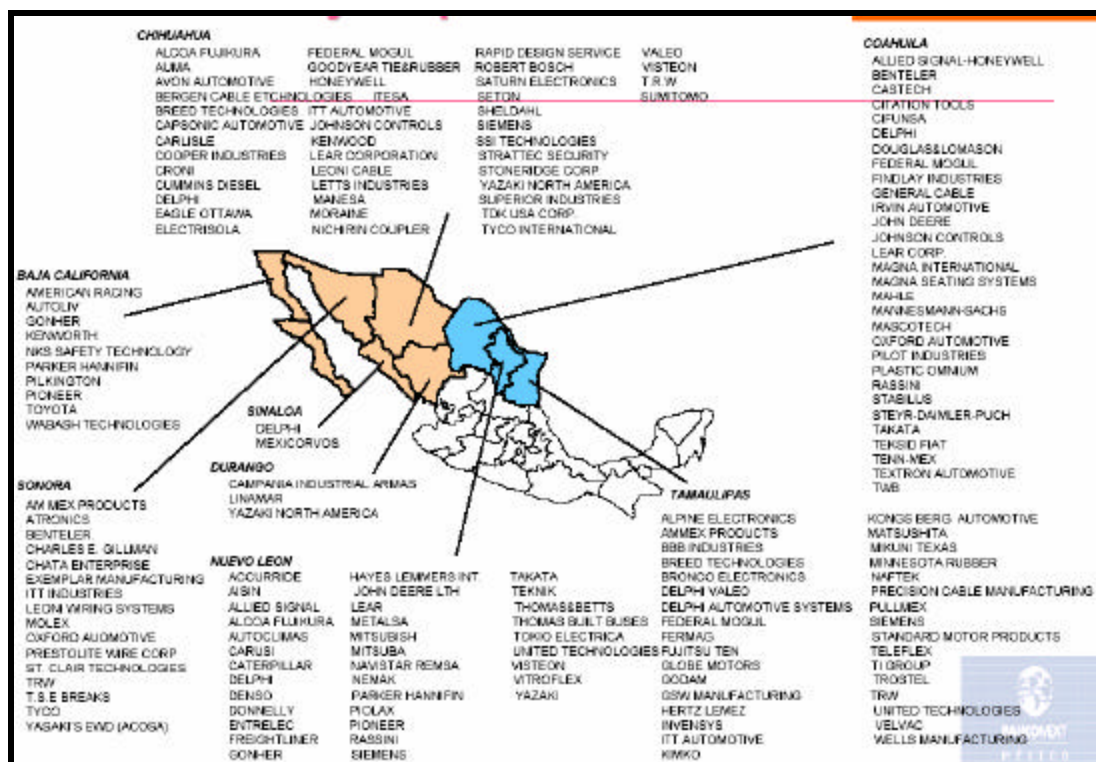 CHIHUAHUA
ALCOA FUJIKURA
AUMA
AVON AUTOMOTIVE
BERGEN CABLE ETCHNOLOGIES
BREED TECHNOLOGIES
CAPSONIC AUTOMOTIVE
CARLISLE
COOPER INDUSTRIES
CRONI
CUMMINS DIESEL
DELPHI
EAGLE OTTAWA
ELECTRISOLA
FEDERAL MOGUL
GOODYEAR TIE&RUBBER
HONEYWELL
ITESA
ITT AUTOMOTIVE
JOHNSON CONTROLS
KENWOOD
LEAR CORPORATION
LEONI CABLE
LETTS INDUSTRIES
MANESA
MORAINE
NICHIRIN COUPLER
RAPID DESIGN SERVICE
ROBERT BOSCH
SATURN ELECTRONICS
SETON
SHELDAHL
SIEMENS
SSI TECHNOLOGIES
STRATTEC SECURITY
STONERIDGE CORP
YAZAKI NORTH AMERICA
SUPERIOR INDUSTRIES
TDK USA CORP.
TYCO INTERNATIONAL
VALEO
VISTEON
T.R.W
SUMITOMO
COAHUILA
ALLIED SIGNAL-HONEYWELL
BENTELER
CASTECH
CITATION TOOLS
CIFUNSA
DELPHI
DOUGLAS&LOMASON
FEDERAL MOGUL
FINDLAY INDUSTRIES
GENERAL CABLE
IRVIN AUTOMOTIVE
JOHN DEERE
JOHNSON CONTROLS
LEAR CORP.
MAGNA INTERNATIONAL
MAGNA SEATING SYSTEMS
MAHLE
MANNESMANN-SACHS
MASCOTECH
OXFORD AUTOMOTIVE
PILOT INDUSTRIES
PLASTIC OMNIUM
RASSINI
STABILUS
STEYR-DAIMLER-PUCH
TAKATA
TEKSID FIAT
TENN-MEX
TEXTRON AUTOMOTIVE
TWB
BAJA CALIFORNIA
AMERICAN RACING
AUTOLIV
GONHER
KENWORTH
NKS SAFETY TECHNOLOGY
PARKER HANNIFIN
PILKINGTON
PIONEER
TOYOTA
WABASH TECHNOLOGIES
SINALOA
DELPHI
MEXICORVOS
DURANGO
CAMPANIA INDUSTRIAL ARMAS
LINAMAR
YAZAKI NORTH AMERICA
SONORA
AM MEX PRODUCTS
ATRONICS
BENTELER
CHARLES E. GILLMAN
CHATA ENTERPRISE
EXEMPLAR MANUFACTURING
ITT INDUSTRIES
LEONI WIRING SYSTEMS
MOLEX
OXFORD AUOMOTIVE
PRESTOLITE WIRE CORP
ST. CLAIR TECHNOLOGIES
TRW
T.S.E BREAKS
TYCO
YASAKI'S EWD (ACOSA)
NUEVO LEON
ACCURRIDE
AISIN
ALLIED SIGNAL
ALCOA FUJIKURA
AUTOCLIMAS
CARUSI
CATERPILLAR
DELPHI
DENSO
DONNELLY
ENTRELEC
FREIGHTLINER
GONHER
HAYES LEMMERS INT.
JOHN DEERE LTH
LEAR
METALSA
MITSUBISH
MITSUBA
NAVISTAR REMSA
NEMAK
PARKER HANNIFIN
PIOLAX
PIONEER
RASSINI
SIEMENS
TAKATA
TEKNIK
THOMAS&BETTS
THOMAS BUILT BUSES
TOKIO ELECTRICA
UNITED TECHNOLOGIES
VISTEON
VITROFLEX
YAZAKI
TAMAULIPAS
ALPINE ELECTRONICS
AMMEX PRODUCTS
BBB INDUSTRIES
BREED TECHNOLOGIES
BRONCO ELECTRONICS
DELPHI VALEO
DELPHI AUTOMOTIVE SYSTEMS
FEDERAL MOGUL
FERMAG
FUJITSU TEN
GLOBE MOTORS
GODAM
GSW MANUFACTURING
HERTZ LEMEZ
INVENSYS
ITT AUTOMOTIVE
KIMKO
KONGS BERG AUTOMOTIVE
MATSUSHITA
MIKUNI TEXAS
MINNESOTA RUBBER
NAFTEK
PRECISION CABLE MANUFACTURING
PULLMEX
SIEMENS
STANDARD MOTOR PRODUCTS
TELEFLEX
TI GROUP
TROSTEL
TRW
UNITED TECHNOLOGIES
VELVAC
WELLS MANUFACTURING
BANCOMEXT
MÉXICO